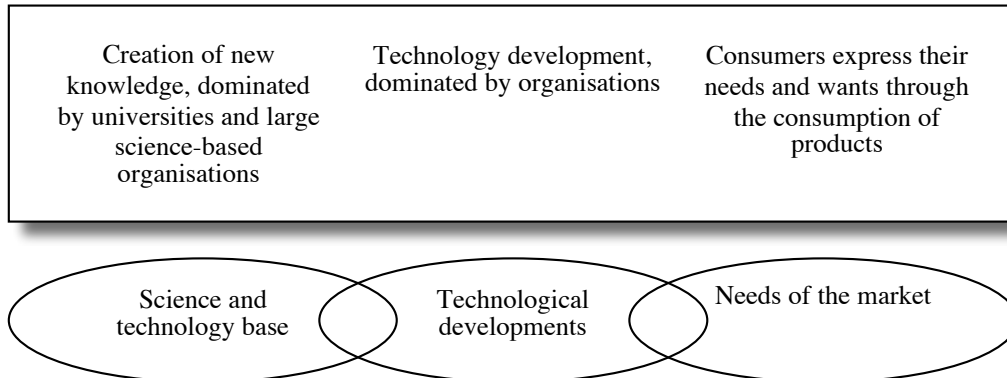 Creation of new
knowledge, dominated
by universities and large
science-based
organisations
Technology development,
dominated by organisations
Consumers express their
needs and wants through
the consumption of
products
Science and
technology base
Technological
developments
Needs of the market